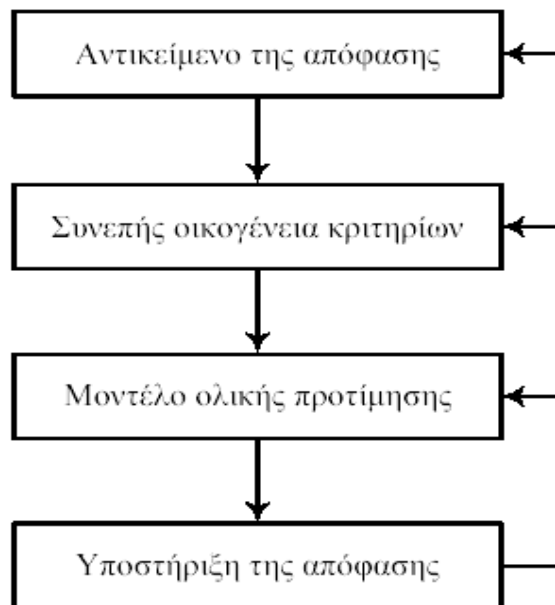 Αντικείμενο της απόφασης
Συνεπής οικογένεια κριτηρίων
Μοντέλο ολικής προτίμησης
Υποστήριξη της απόφασης